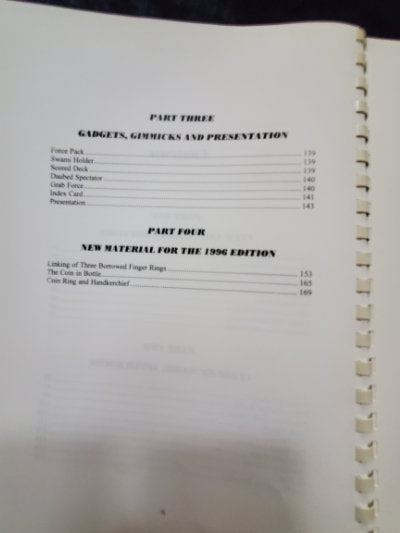 PART THREE
GADGETS, GIMMICKS AND PRESENTATION
Force Pack 139
Swami Holder 139
Scored Deck 139
Daubed Spectator 140
Grab Force 140
Index Card 141
Presentation 143
PART FOUR
NEW MATERIAL FOR THE 1996 EDITION
Linking of Three Borrowed Finger Rings 153
The Coin in Bottle 165
Coin Ring and Handkerchief 169